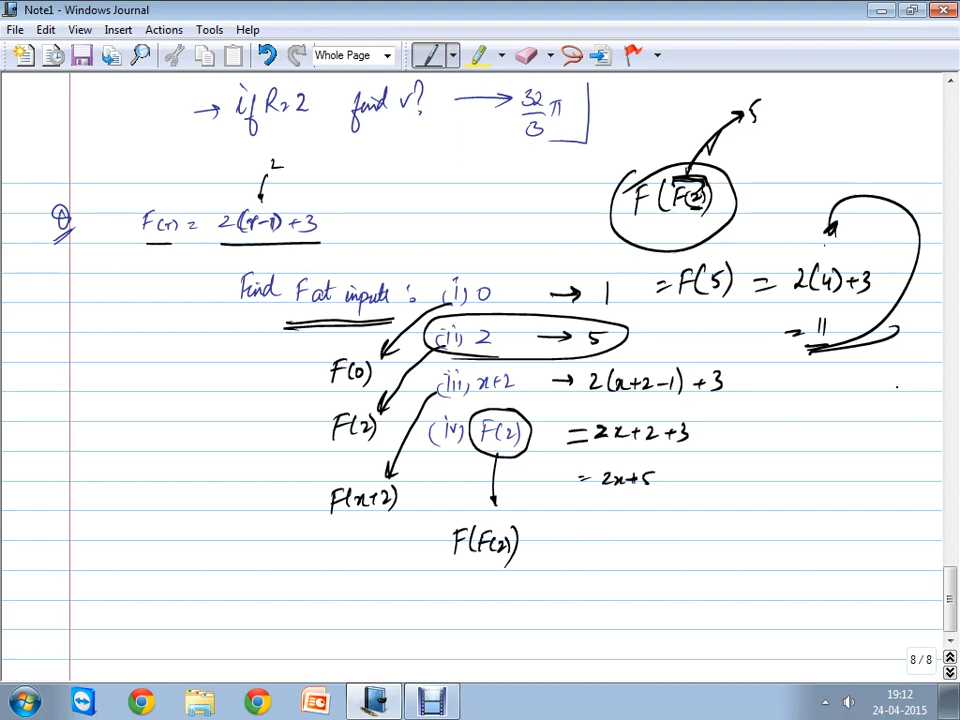 Note1 - Windows Journal
File Edit View Insert Actions Tools Help
Whole Page
→ if R=2 find v? → 32/3 π
5
F(F(2))
2
Q F(x) = 2(x-1)+3
Find F at inputs : (i) 0 → 1 = F(5) = 2(4)+3
(ii) 2 → 5 = 11
F(0)
(iii) x+2 → 2(x+2-1)+3
F(2) (iv) F(2) = 2x+2+3
F(x+2) = 2x+5
F(F(2))
8 / 8
19:12
24-04-2015